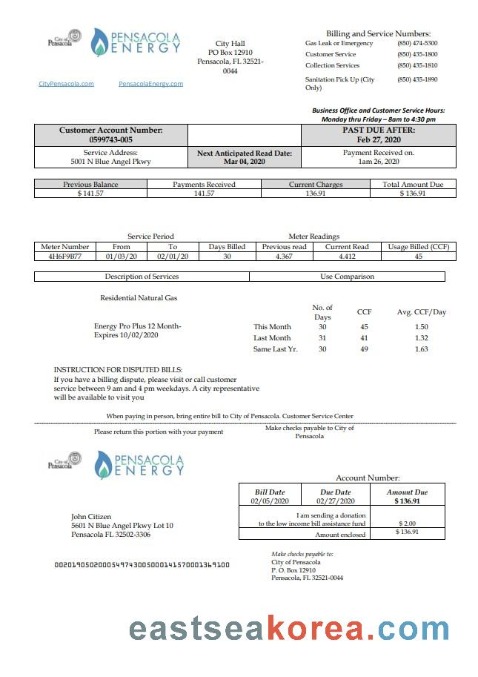 City of
Pensacola
PENSACOLA
ENERGY
CityPensacola.com PensacolaEnergy.com
City Hall
PO Box 12910
Pensacola, FL 32521-
0044
Billing and Service Numbers:
Gas Leak or Emergency (850) 474-5300
Customer Service (850) 435-1800
Collection Services (850) 435-1810
Sanitation Pick Up (City (850) 435-1890
Only)
Business Office and Customer Service Hours:
Monday thru Friday – 8am to 4:30 pm
Customer Account Number:
0599743-005
PAST DUE AFTER:
Feb 27, 2020
Service Address:
5001 N Blue Angel Pkwy
Next Anticipated Read Date:
Mar 04, 2020
Payment Received on.
1am 26, 2020
Previous Balance Payments Received Current Charges Total Amount Due
$ 141.57 141.57 136.91 $ 136.91
Service Period Meter Readings
Meter Number From To Days Billed Previous read Current Read Usage Billed (CCF)
4H6F9B77 01/03/20 02/01/20 30 4.367 4.412 45
Description of Services Use Comparison
Residential Natural Gas
Energy Pro Plus 12 Month-
Expires 10/02/2020
No. of
Days CCF Avg. CCF/Day
This Month 30 45 1.50
Last Month 31 41 1.32
Same Last Yr. 30 49 1.63
INSTRUCTION FOR DISPUTED BILLS:
If you have a billing dispute, please visit or call customer
service between 9 am and 4 pm weekdays. A city representative
will be available to visit you
When paying in person, bring entire bill to City of Pensacola. Customer Service Center
Please return this portion with your payment
Make checks payable to City of
Pensacola
City of
Pensacola
PENSACOLA
ENERGY
Account Number:
Bill Date Due Date Amount Due
02/05/2020 02/27/2020 $ 136.91
I am sending a donation
to the low income bill assistance fund $ 2.00
Amount enclosed $ 136.91
John Citizen
5601 N Blue Angel Pkwy Lot 10
Pensacola FL 32502-3306
Make checks payable to:
City of Pensacola
P. O. Box 12910
Pensacola, FL 32521-0044
eastseakorea.com